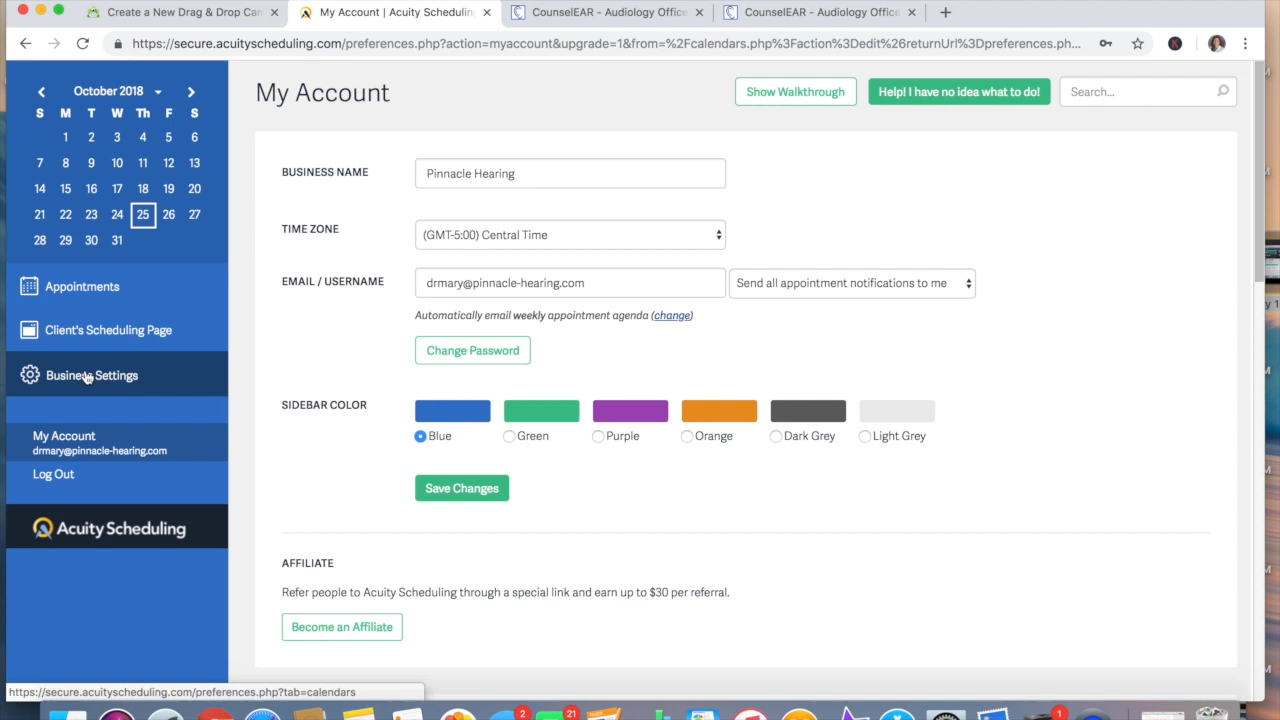 Create a New Drag & Drop Can
My Account | Acuity Scheduling
CounselEAR - Audiology Office
CounselEAR - Audiology Office
https://secure.acuityscheduling.com/preferences.php?action=myaccount&upgrade=1&from=%2Fcalendars.php%3Faction%3Dedit%26returnUrl%3Dpreferences.ph...
October 2018
S M T W Th F S
1 2 3 4 5 6
7 8 9 10 11 12 13
14 15 16 17 18 19 20
21 22 23 24 25 26 27
28 29 30 31
Appointments
Client's Scheduling Page
Business Settings
My Account
drmary@pinnacle-hearing.com
Log Out
Acuity Scheduling
My Account
Show Walkthrough
Help! I have no idea what to do!
Search...
BUSINESS NAME
Pinnacle Hearing
TIME ZONE
(GMT-5:00) Central Time
EMAIL / USERNAME
drmary@pinnacle-hearing.com
Send all appointment notifications to me
Automatically email weekly appointment agenda (change)
Change Password
SIDEBAR COLOR
Blue Green Purple Orange Dark Grey Light Grey
Save Changes
AFFILIATE
Refer people to Acuity Scheduling through a special link and earn up to $30 per referral.
Become an Affiliate
https://secure.acuityscheduling.com/preferences.php?tab=calendars
2
21
1